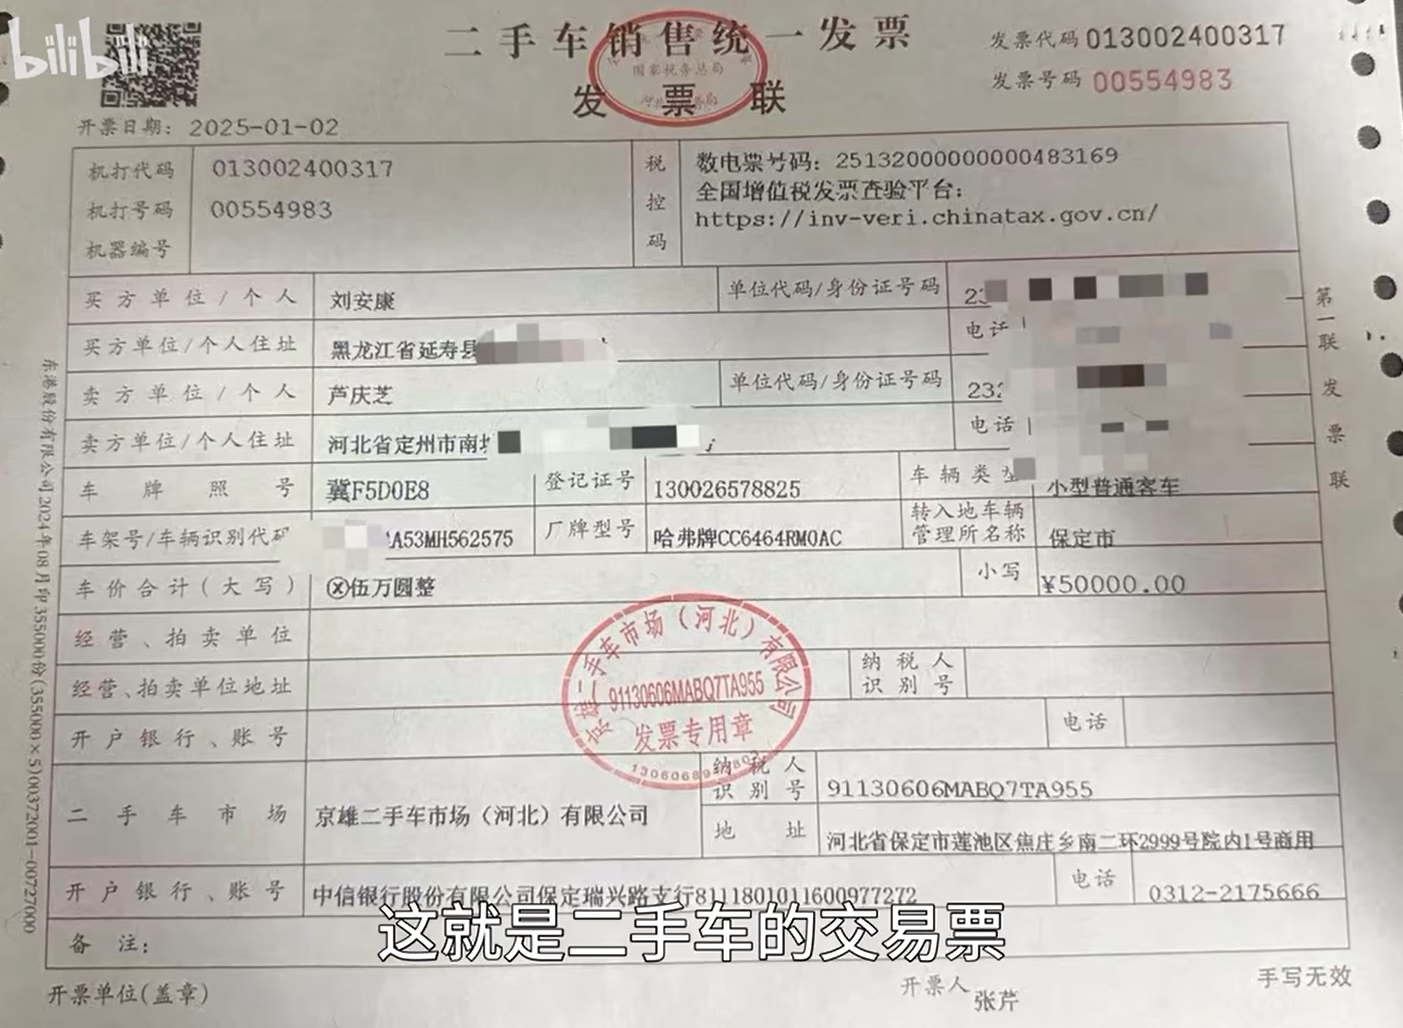 bilibili
二手车销售统一发票
国家税务总局
发票联
发票代码 013002400317
发票号码 00554983
开票日期: 2025-01-02
机打代码 013002400317
机打号码 00554983
机器编号
税控码
数电票号码: 25132000000000483169
全国增值税发票查验平台:
https://inv-veri.chinatax.gov.cn/
买方单位/个人 刘安康 单位代码/身份证号码
买方单位/个人住址 黑龙江省延寿县 电话
卖方单位/个人 芦庆芝 单位代码/身份证号码 232
卖方单位/个人住址 河北省定州市南 电话
车牌照号 冀F5D0E8 登记证号 130026578825 车辆类型 小型普通客车
车架号/车辆识别代码 A53MH562575 厂牌型号 哈弗牌CC6464RM0AC 转入地车辆管理所名称 保定市
车价合计(大写) ⓧ伍万圆整 小写 ¥50000.00
经营、拍卖单位
经营、拍卖单位地址 纳税人识别号
开户银行、账号 电话
二手车市场 京雄二手车市场(河北)有限公司 纳税人识别号 91130606MABQ7TA955
地址 河北省保定市莲池区焦庄乡南二环2999号院内1号商用
开户银行、账号 中信银行股份有限公司保定瑞兴路支行8111801011600977272 电话 0312-2175666
备注:
开票单位(盖章) 开票人 张芹 手写无效
京雄二手车市场(河北)有限公司
91130606MABQ7TA955
发票专用章
第一联 发票联
东港股份有限公司2024年08月印355000份(355000×5)00372001-00727000
这就是二手车的交易票